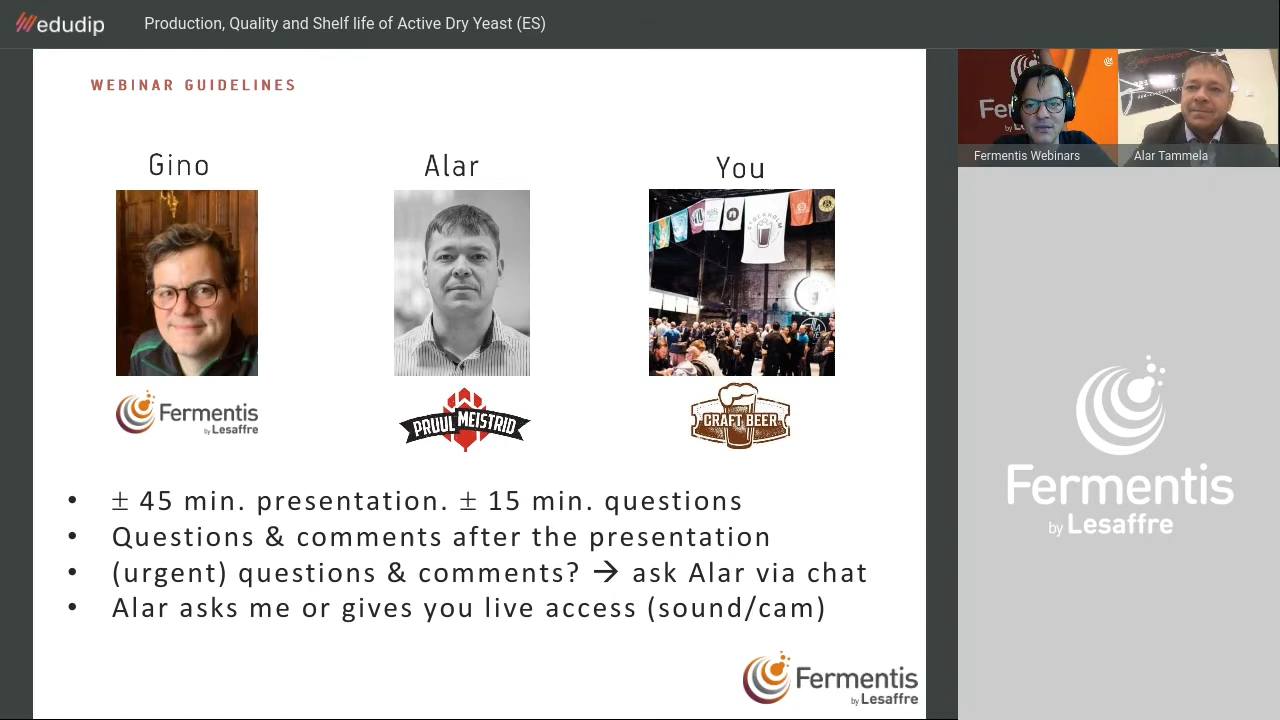 edudip
Production, Quality and Shelf life of Active Dry Yeast (ES)
WEBINAR GUIDELINES
Gino
Alar
You
STOCKHOLM
Fermentis
by Lesaffre
PRUUL MEISTRID
CRAFT BEER
• ± 45 min. presentation. ± 15 min. questions
• Questions & comments after the presentation
• (urgent) questions & comments? → ask Alar via chat
• Alar asks me or gives you live access (sound/cam)
Fermentis
by Lesaffre
Fermentis Webinars
Alar Tammela
Fermentis
by Lesaffre